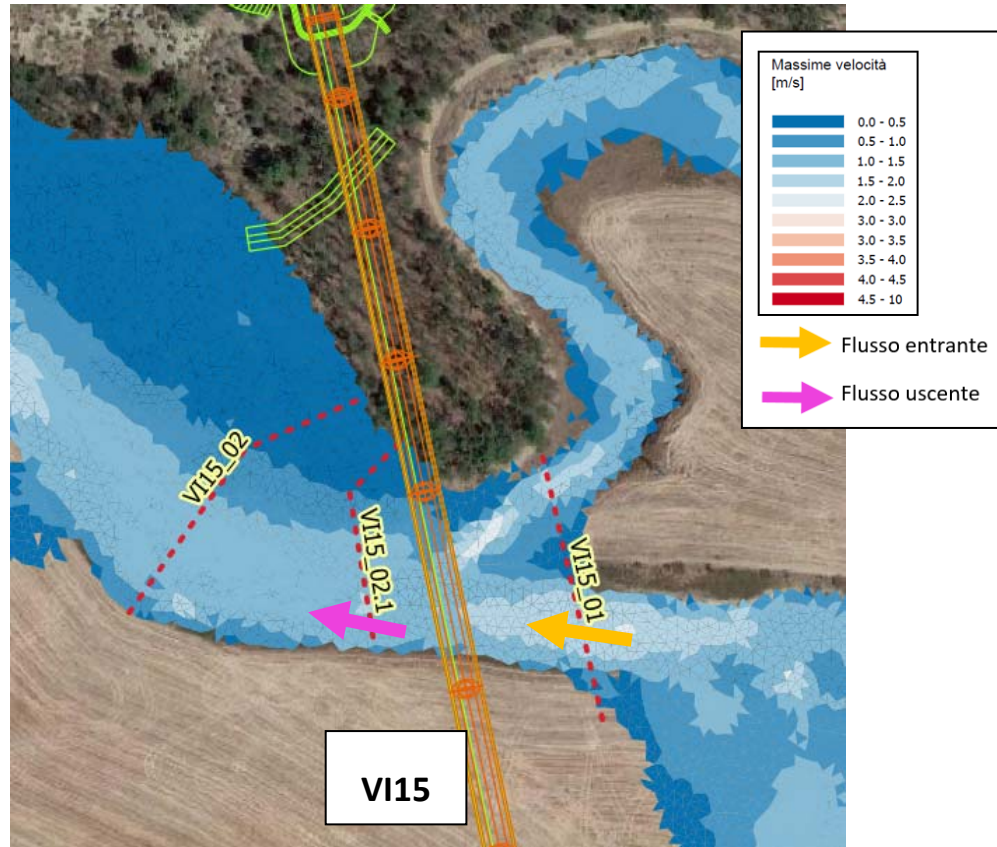 Massime velocità
[m/s]
0.0 - 0.5
0.5 - 1.0
1.0 - 1.5
1.5 - 2.0
2.0 - 2.5
3.0 - 3.0
3.0 - 3.5
3.5 - 4.0
4.0 - 4.5
4.5 - 10
Flusso entrante
Flusso uscente
VI15_02
VI15_02.1
VI15_01
VI15